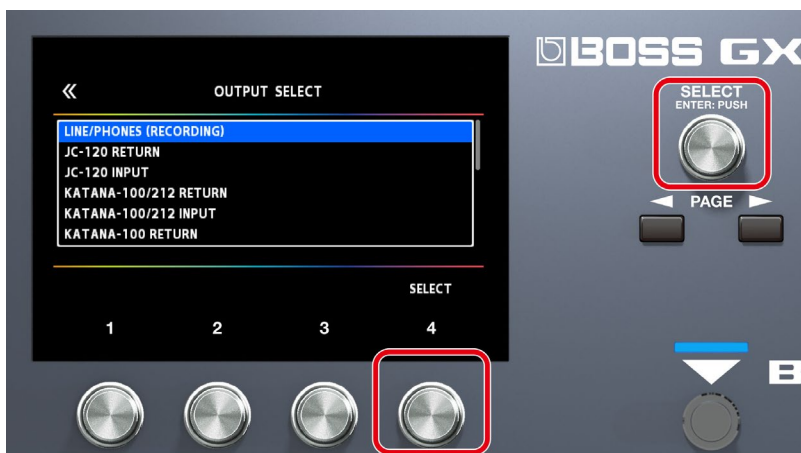 BOSS GX
« OUTPUT SELECT
SELECT
ENTER: PUSH
LINE/PHONES (RECORDING)
JC-120 RETURN
JC-120 INPUT
KATANA-100/212 RETURN
KATANA-100/212 INPUT
KATANA-100 RETURN
PAGE
SELECT
1 2 3 4
B